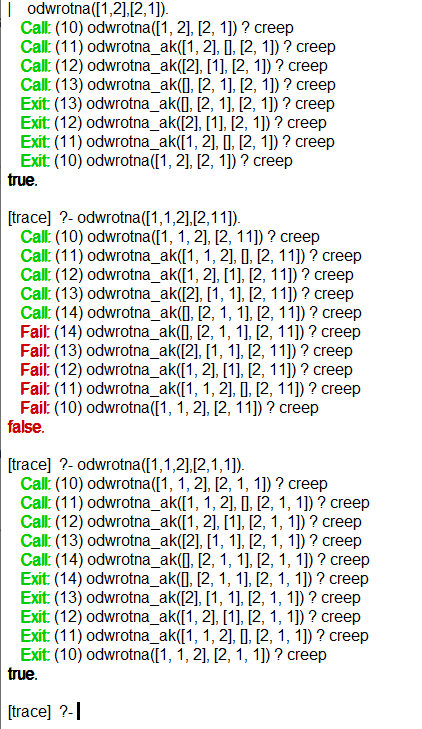 |    odwrotna([1,2],[2,1]).
Call: (10) odwrotna([1, 2], [2, 1]) ? creep
Call: (11) odwrotna_ak([1, 2], [], [2, 1]) ? creep
Call: (12) odwrotna_ak([2], [1], [2, 1]) ? creep
Call: (13) odwrotna_ak([], [2, 1], [2, 1]) ? creep
Exit: (13) odwrotna_ak([], [2, 1], [2, 1]) ? creep
Exit: (12) odwrotna_ak([2], [1], [2, 1]) ? creep
Exit: (11) odwrotna_ak([1, 2], [], [2, 1]) ? creep
Exit: (10) odwrotna([1, 2], [2, 1]) ? creep
true.
[trace]  ?- odwrotna([1,1,2],[2,11]).
Call: (10) odwrotna([1, 1, 2], [2, 11]) ? creep
Call: (11) odwrotna_ak([1, 1, 2], [], [2, 11]) ? creep
Call: (12) odwrotna_ak([1, 2], [1], [2, 11]) ? creep
Call: (13) odwrotna_ak([2], [1, 1], [2, 11]) ? creep
Call: (14) odwrotna_ak([], [2, 1, 1], [2, 11]) ? creep
Fail: (14) odwrotna_ak([], [2, 1, 1], [2, 11]) ? creep
Fail: (13) odwrotna_ak([2], [1, 1], [2, 11]) ? creep
Fail: (12) odwrotna_ak([1, 2], [1], [2, 11]) ? creep
Fail: (11) odwrotna_ak([1, 1, 2], [], [2, 11]) ? creep
Fail: (10) odwrotna([1, 1, 2], [2, 11]) ? creep
false.
[trace]  ?- odwrotna([1,1,2],[2,1,1]).
Call: (10) odwrotna([1, 1, 2], [2, 1, 1]) ? creep
Call: (11) odwrotna_ak([1, 1, 2], [], [2, 1, 1]) ? creep
Call: (12) odwrotna_ak([1, 2], [1], [2, 1, 1]) ? creep
Call: (13) odwrotna_ak([2], [1, 1], [2, 1, 1]) ? creep
Call: (14) odwrotna_ak([], [2, 1, 1], [2, 1, 1]) ? creep
Exit: (14) odwrotna_ak([], [2, 1, 1], [2, 1, 1]) ? creep
Exit: (13) odwrotna_ak([2], [1, 1], [2, 1, 1]) ? creep
Exit: (12) odwrotna_ak([1, 2], [1], [2, 1, 1]) ? creep
Exit: (11) odwrotna_ak([1, 1, 2], [], [2, 1, 1]) ? creep
Exit: (10) odwrotna([1, 1, 2], [2, 1, 1]) ? creep
true.
[trace]  ?-